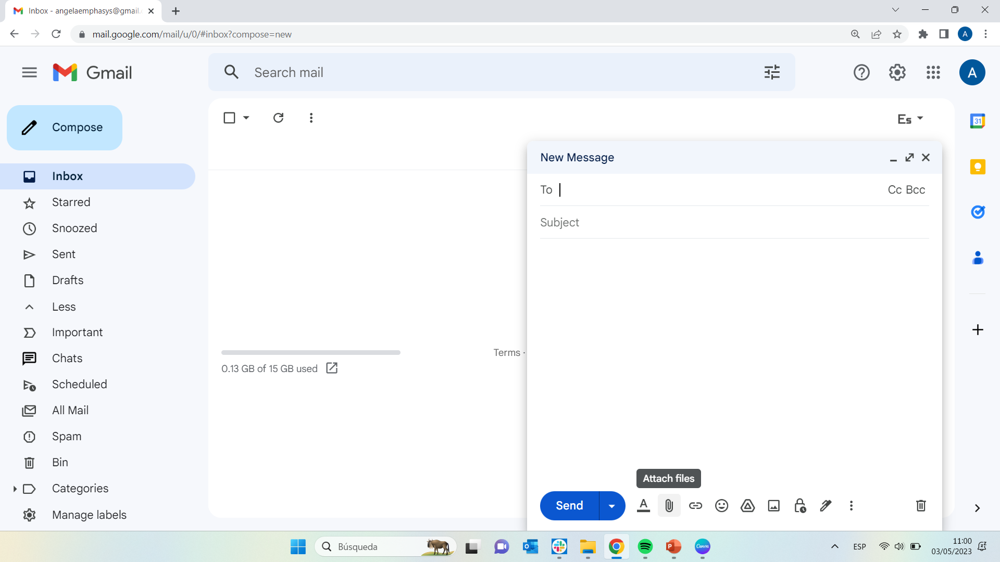 Inbox - angelaemphasys@gmail.
mail.google.com/mail/u/0/#inbox?compose=new
A
Gmail
Search mail
A
Compose
Es
31
Inbox
New Message
To
Cc Bcc
Starred
Subject
Snoozed
Sent
Drafts
Less
Important
Chats
0.13 GB of 15 GB used
Terms ·
Scheduled
All Mail
Spam
Bin
Attach files
Categories
Send
Manage labels
Búsqueda
Canva
ESP
11:00
03/05/2023